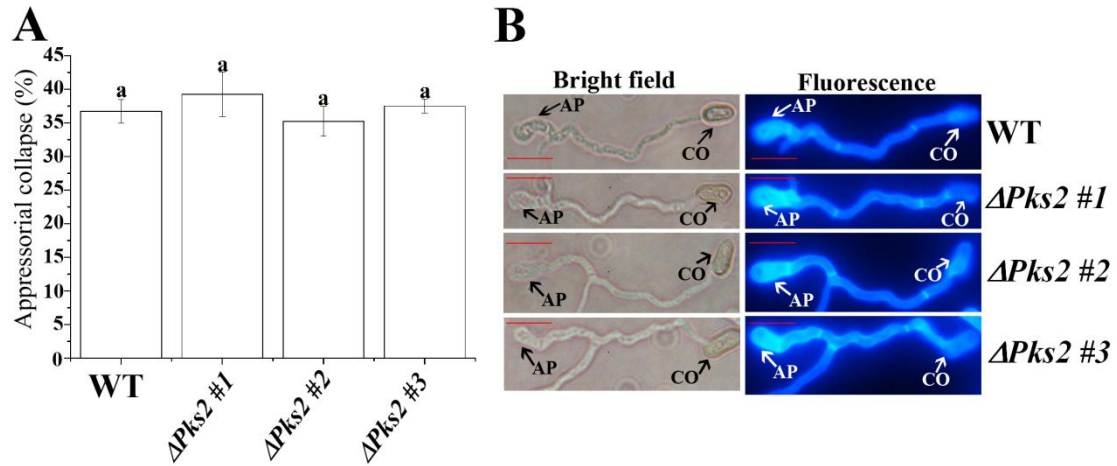 A
Appressorial collapse (%)
45
40
35
30
25
20
15
10
5
0
a
a
a
a
WT
ΔPks2 #1
ΔPks2 #2
ΔPks2 #3
B
Bright field
Fluorescence
AP
CO
AP
CO
WT
AP
CO
AP
CO
ΔPks2 #1
AP
CO
AP
CO
ΔPks2 #2
AP
CO
AP
CO
ΔPks2 #3